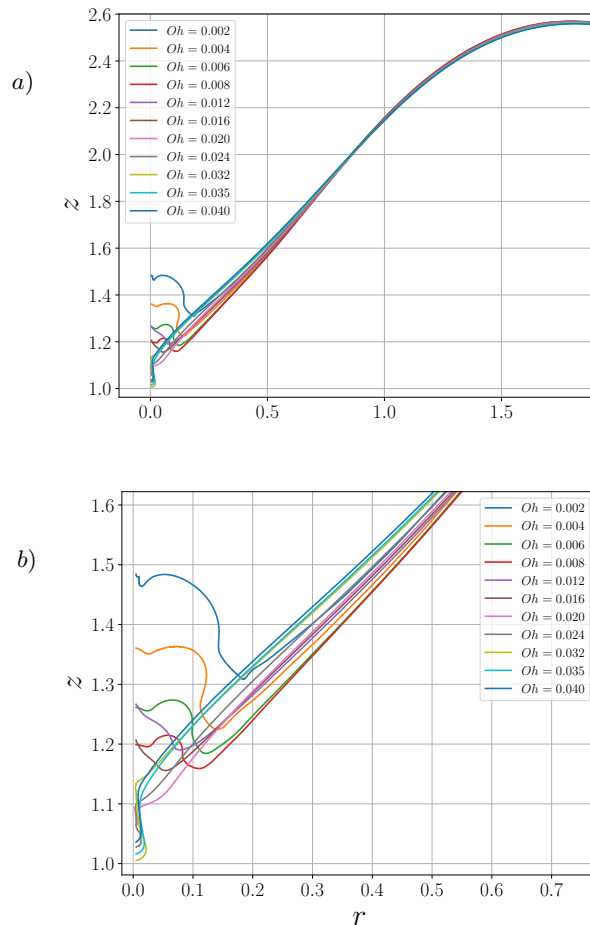 a)
z
2.6
2.4
2.2
2.0
1.8
1.6
1.4
1.2
1.0
Oh = 0.002
Oh = 0.004
Oh = 0.006
Oh = 0.008
Oh = 0.012
Oh = 0.016
Oh = 0.020
Oh = 0.024
Oh = 0.032
Oh = 0.035
Oh = 0.040
0.0 0.5 1.0 1.5
b)
z
1.6
1.5
1.4
1.3
1.2
1.1
1.0
Oh = 0.002
Oh = 0.004
Oh = 0.006
Oh = 0.008
Oh = 0.012
Oh = 0.016
Oh = 0.020
Oh = 0.024
Oh = 0.032
Oh = 0.035
Oh = 0.040
0.0 0.1 0.2 0.3 0.4 0.5 0.6 0.7
r